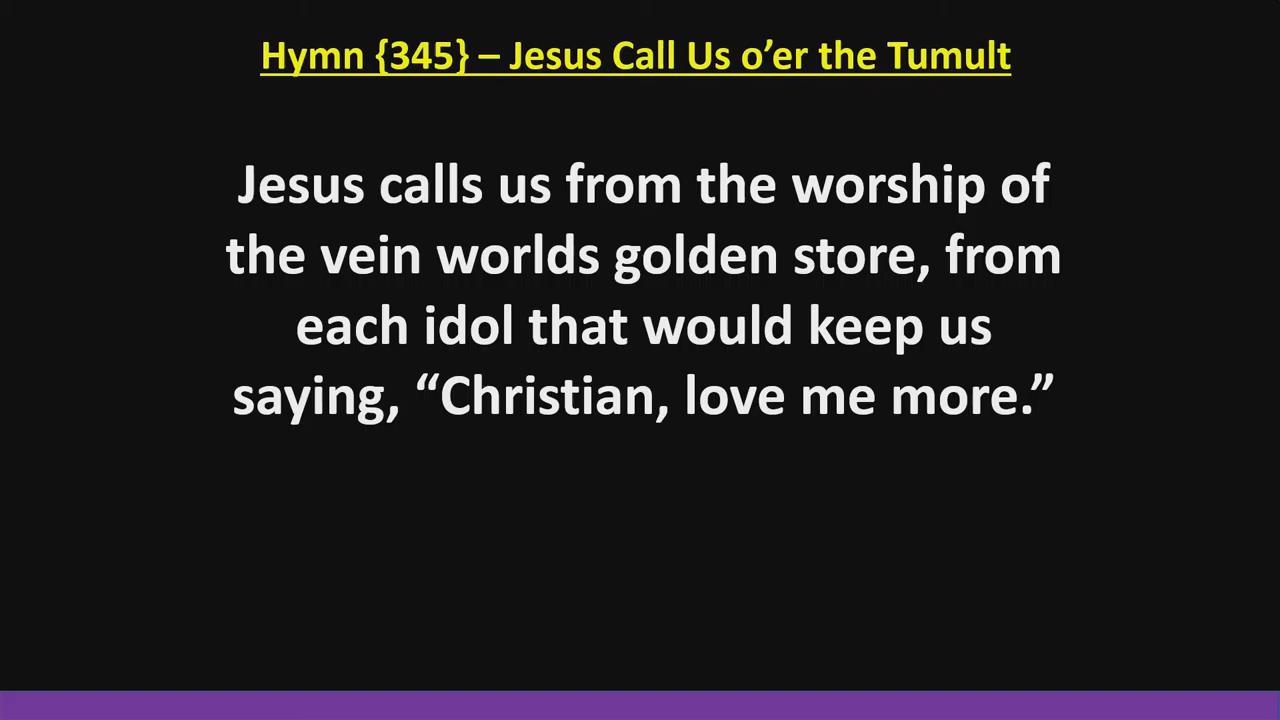 Hymn {345} – Jesus Call Us o’er the Tumult
Jesus calls us from the worship of
the vein worlds golden store, from
each idol that would keep us
saying, “Christian, love me more.”